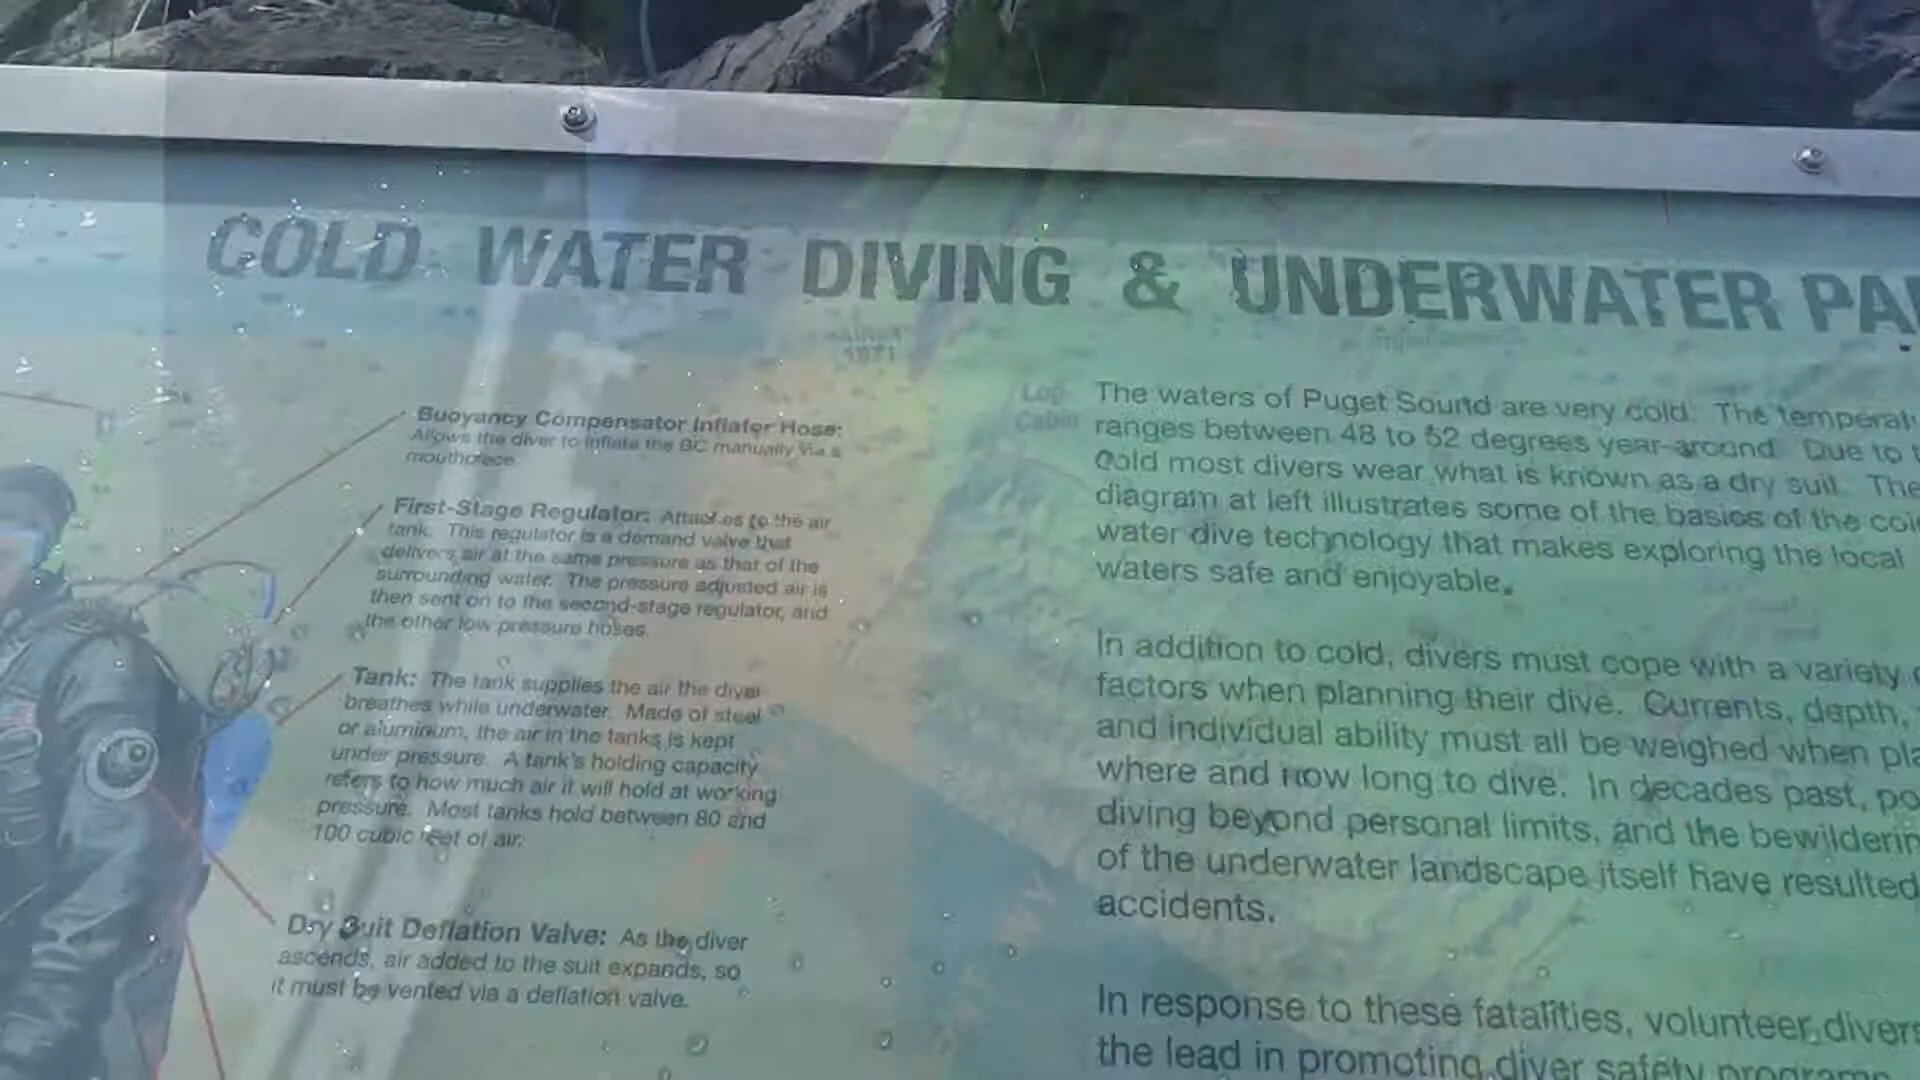 COLD WATER DIVING & UNDERWATER
1971
Log
Cabin
Buoyancy Compensator Inflator Hose:
Allows the diver to inflate the BC manually via a
mouthpiece.
First-Stage Regulator: Attaches to the air
tank. This regulator is a demand valve that
delivers air at the same pressure as that of the
surrounding water. The pressure adjusted air is
then sent on to the second-stage regulator, and
the other low pressure hoses.
Tank: The tank supplies the air the diver
breathes while underwater. Made of steel
or aluminum, the air in the tanks is kept
under pressure. A tank's holding capacity
refers to how much air it will hold at working
pressure. Most tanks hold between 80 and
100 cubic feet of air.
Dry Suit Deflation Valve: As the diver
ascends, air added to the suit expands, so
it must be vented via a deflation valve.
The waters of Puget Sound are very cold. The
ranges between 48 to 52 degrees year-around. Due to
cold most divers wear what is known as a dry suit. The
diagram at left illustrates some of the basics of the
water dive technology that makes exploring the local
waters safe and enjoyable.
In addition to cold, divers must cope with a variety
factors when planning their dive. Currents, depth,
and individual ability must all be weighed when
where and how long to dive. In decades past,
diving beyond personal limits, and the
of the underwater landscape itself have resulted
accidents.
In response to these fatalities, volunteer divers
the lead in promoting diver safety programs